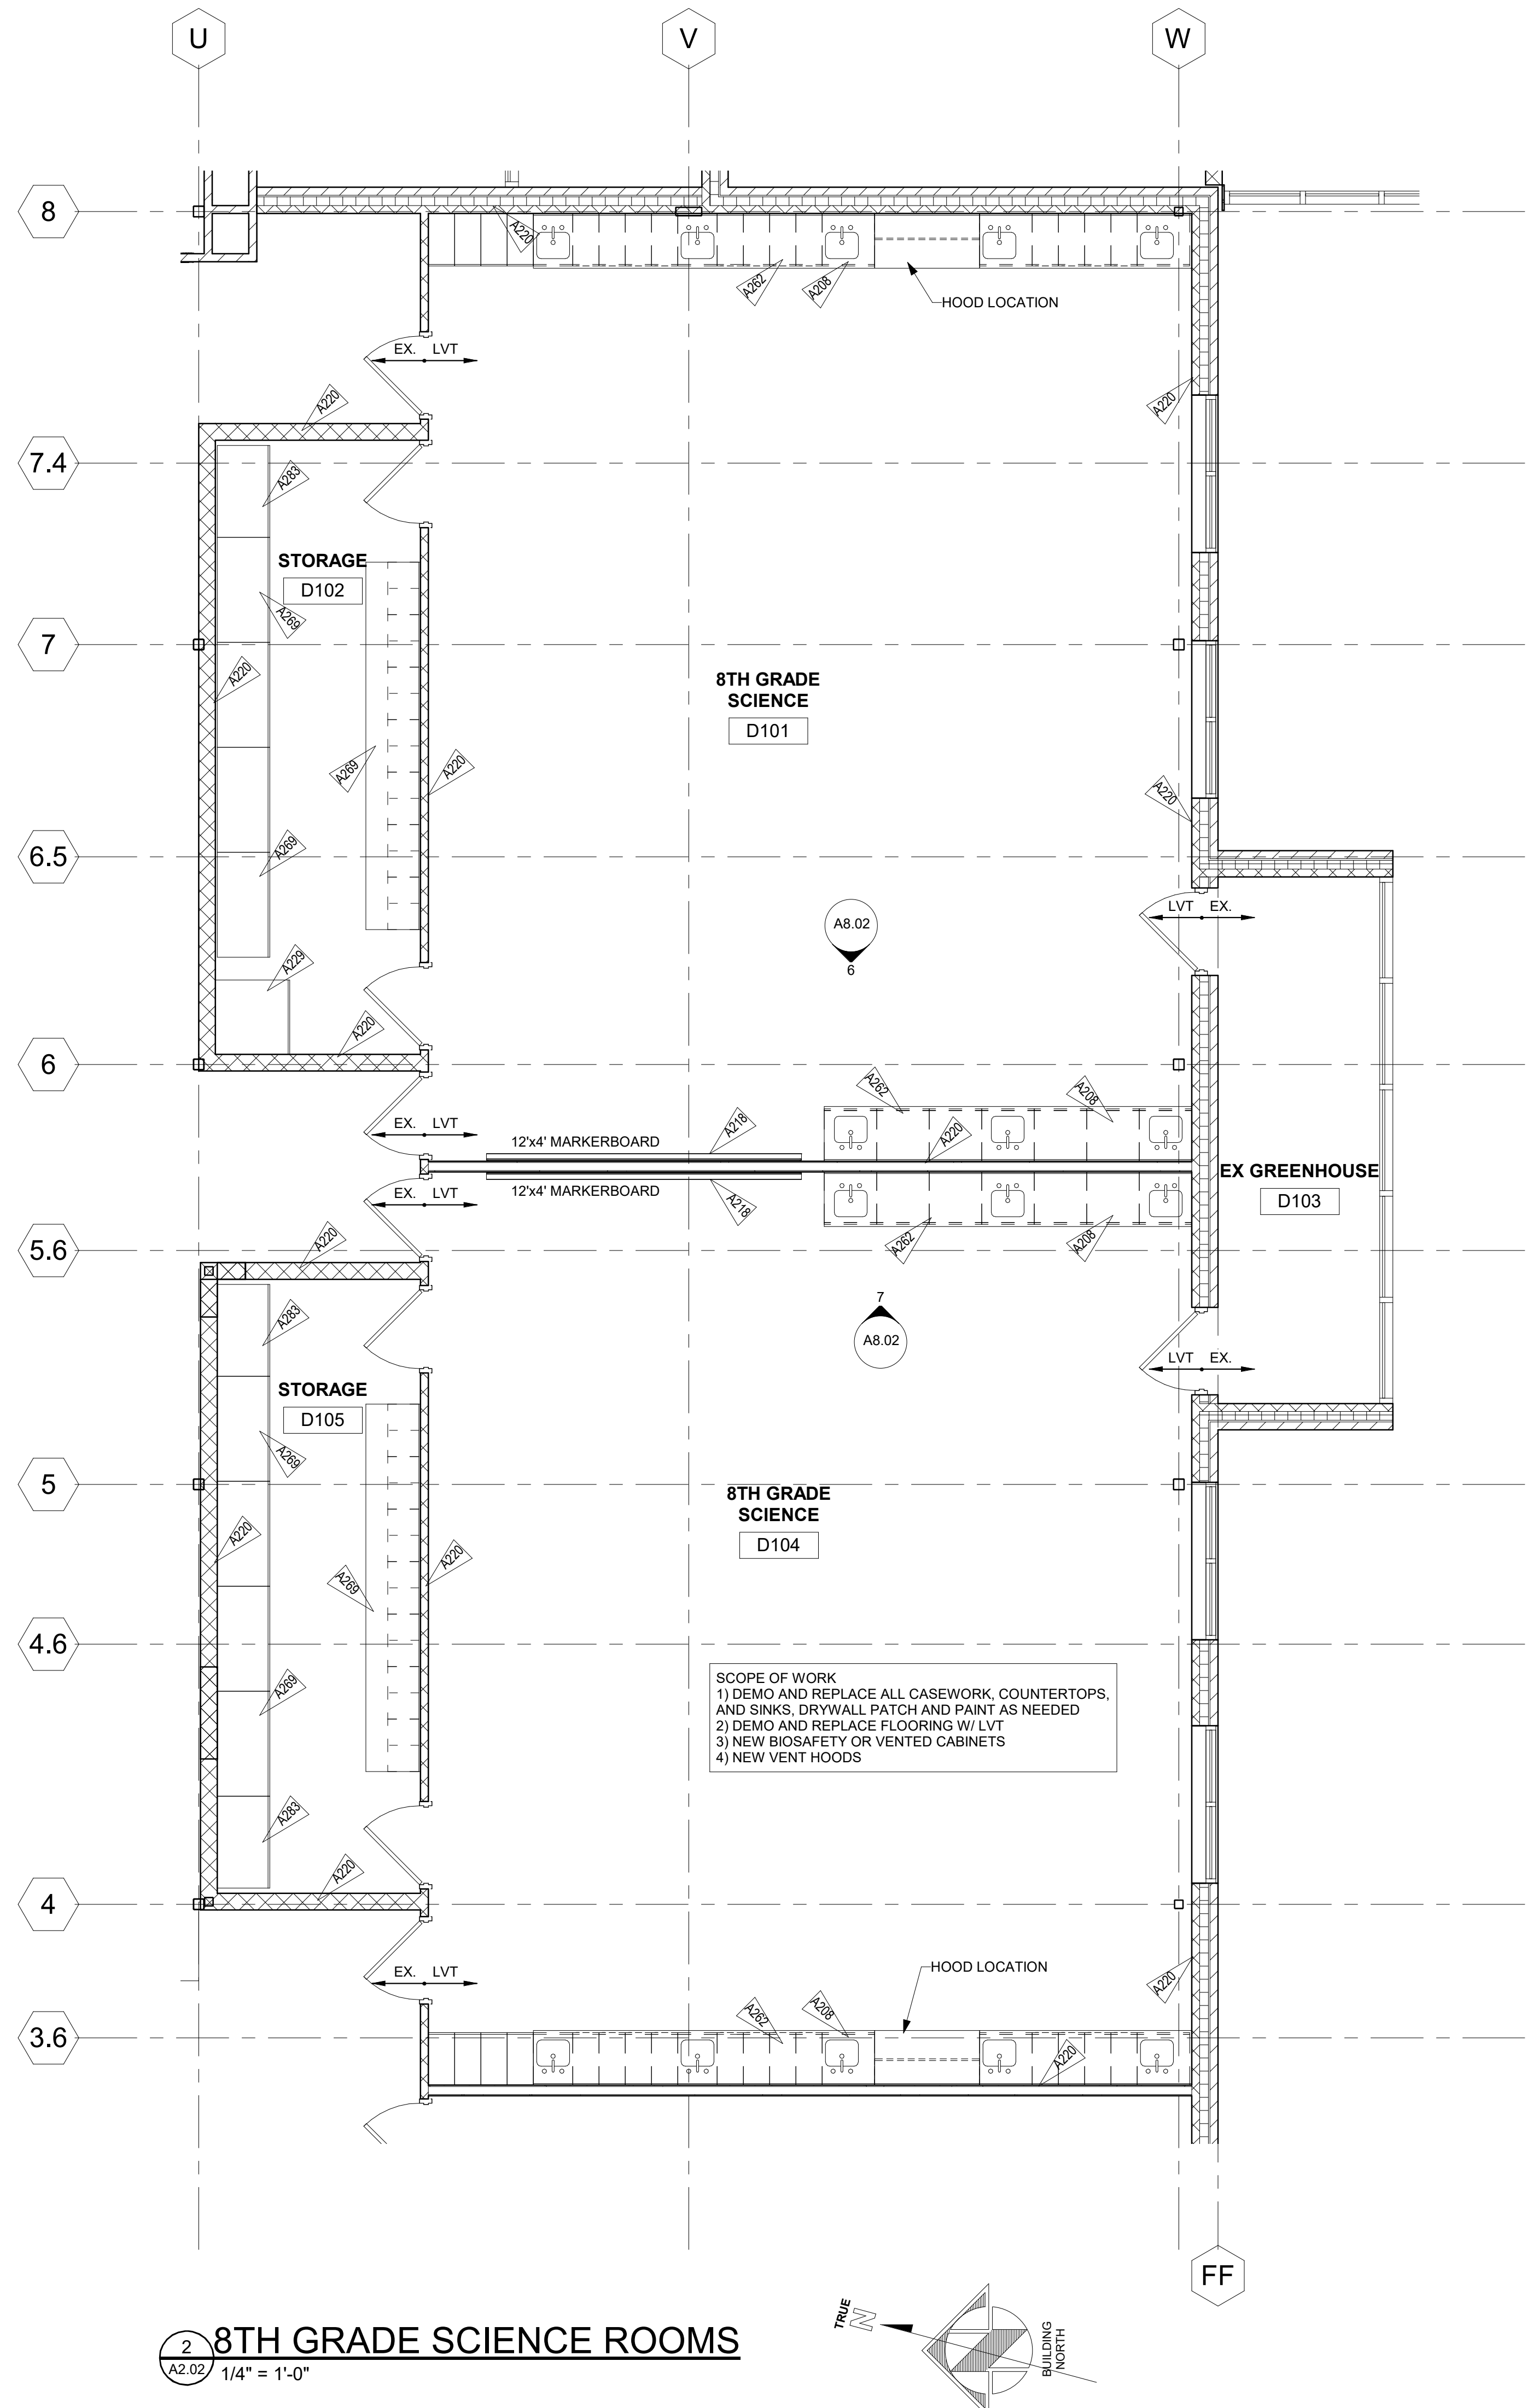 U
V
W
8
A220
A262
A208
HOOD LOCATION
EX. LVT
A220
A220
7.4
A283
STORAGE
D102
A269
7
A220
8TH GRADE
SCIENCE
D101
A269
A220
A220
6.5
A269
LVT EX.
A8.02
6
A229
A220
6
A262
A208
EX. LVT
12'x4' MARKERBOARD
A218
A220
EX GREENHOUSE
D103
EX. LVT
12'x4' MARKERBOARD
A218
A262
A208
5.6
A220
7
A8.02
A283
LVT EX.
STORAGE
D105
A269
5
8TH GRADE
SCIENCE
D104
A220
A269
A220
4.6
SCOPE OF WORK
1) DEMO AND REPLACE ALL CASEWORK, COUNTERTOPS,
AND SINKS, DRYWALL PATCH AND PAINT AS NEEDED
2) DEMO AND REPLACE FLOORING W/ LVT
3) NEW BIOSAFETY OR VENTED CABINETS
4) NEW VENT HOODS
A269
A283
A220
4
HOOD LOCATION
EX. LVT
A220
A262
A208
3.6
A220
FF
2
A2.02
8TH GRADE SCIENCE ROOMS
1/4" = 1'-0"
TRUE
N
BUILDING
NORTH